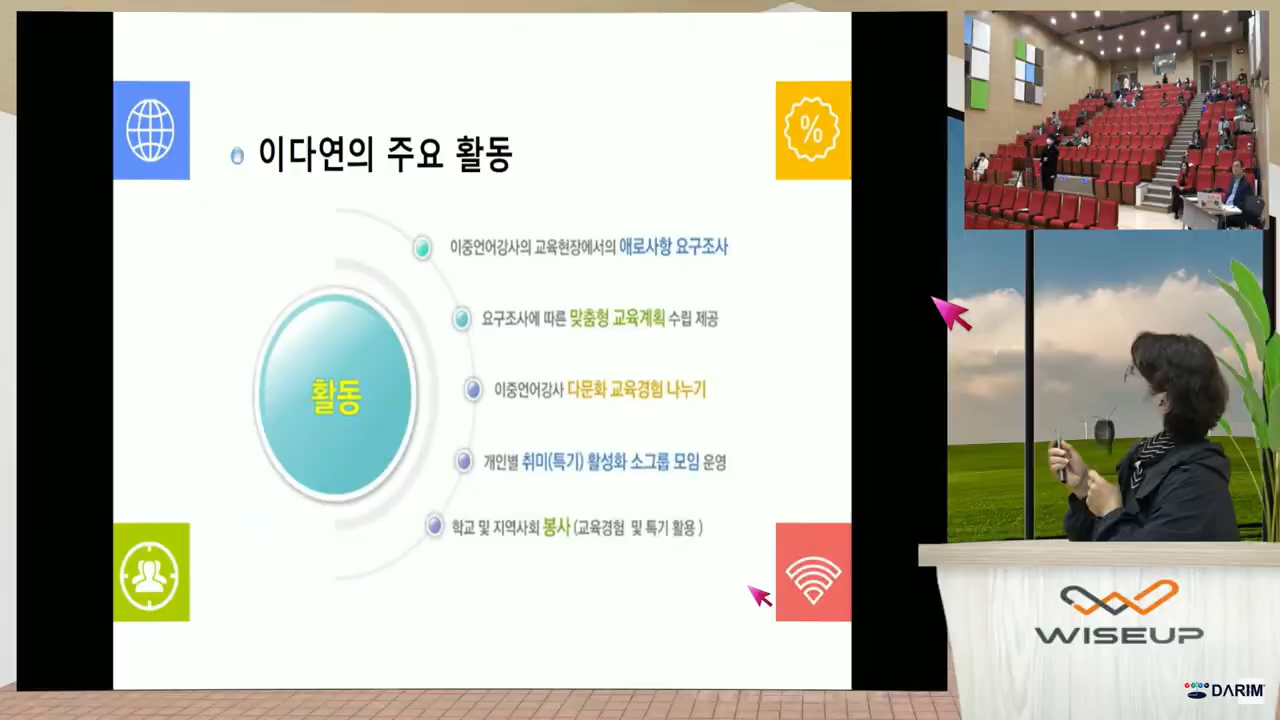 이다연의 주요 활동
활동
이중언어강사의 교육현장에서의 애로사항 요구조사
요구조사에 따른 맞춤형 교육계획 수립 제공
이중언어강사 다문화 교육경험 나누기
개인별 취미(특기) 활성화 소그룹 모임 운영
학교 및 지역사회 봉사 (교육경험 및 특기 활용 )
%
WISEUP
DARIM